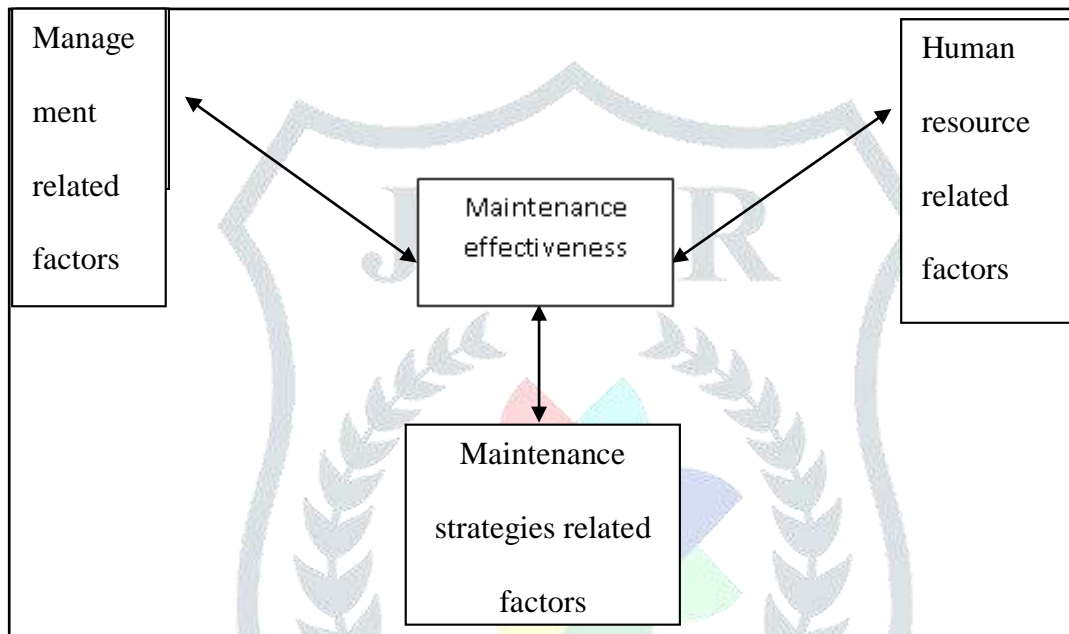 Manage
ment
related
factors
Human
resource
related
factors
Maintenance
effectiveness
J
R
Maintenance
strategies related
factors